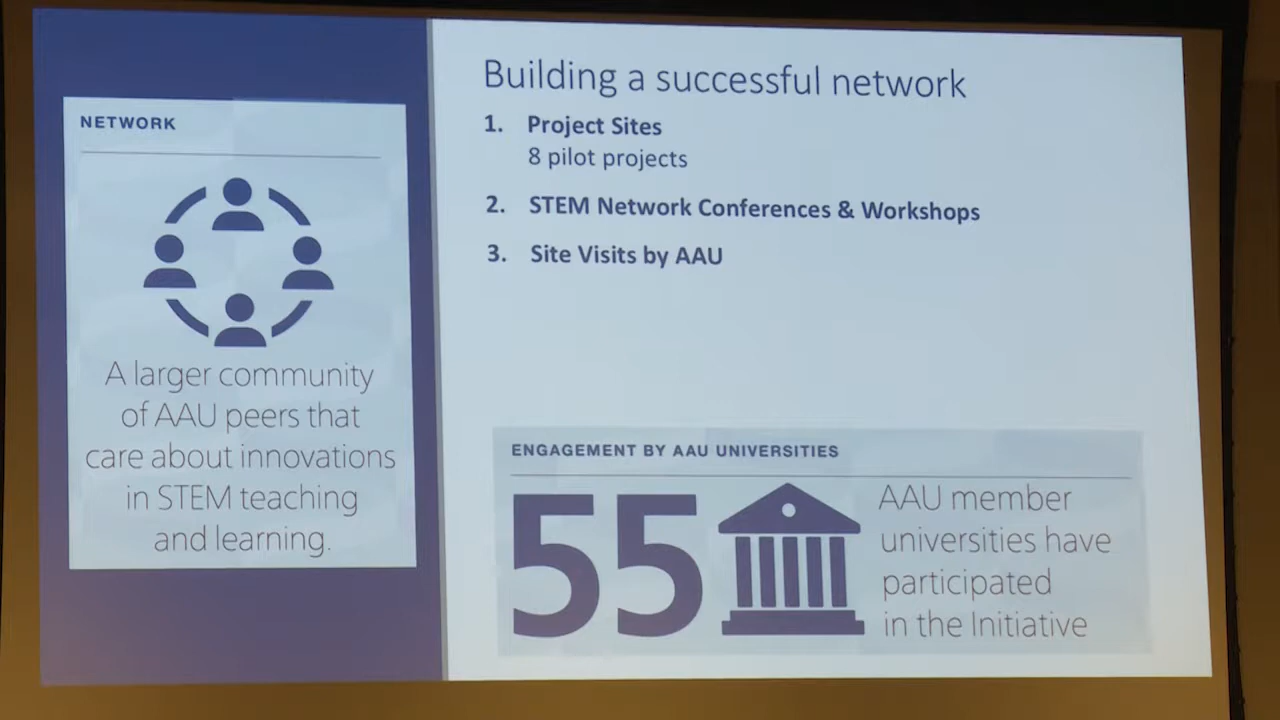 NETWORK
A larger community
of AAU peers that
care about innovations
in STEM teaching
and learning.
Building a successful network
1. Project Sites
8 pilot projects
2. STEM Network Conferences & Workshops
3. Site Visits by AAU
ENGAGEMENT BY AAU UNIVERSITIES
55
AAU member
universities have
participated
in the Initiative